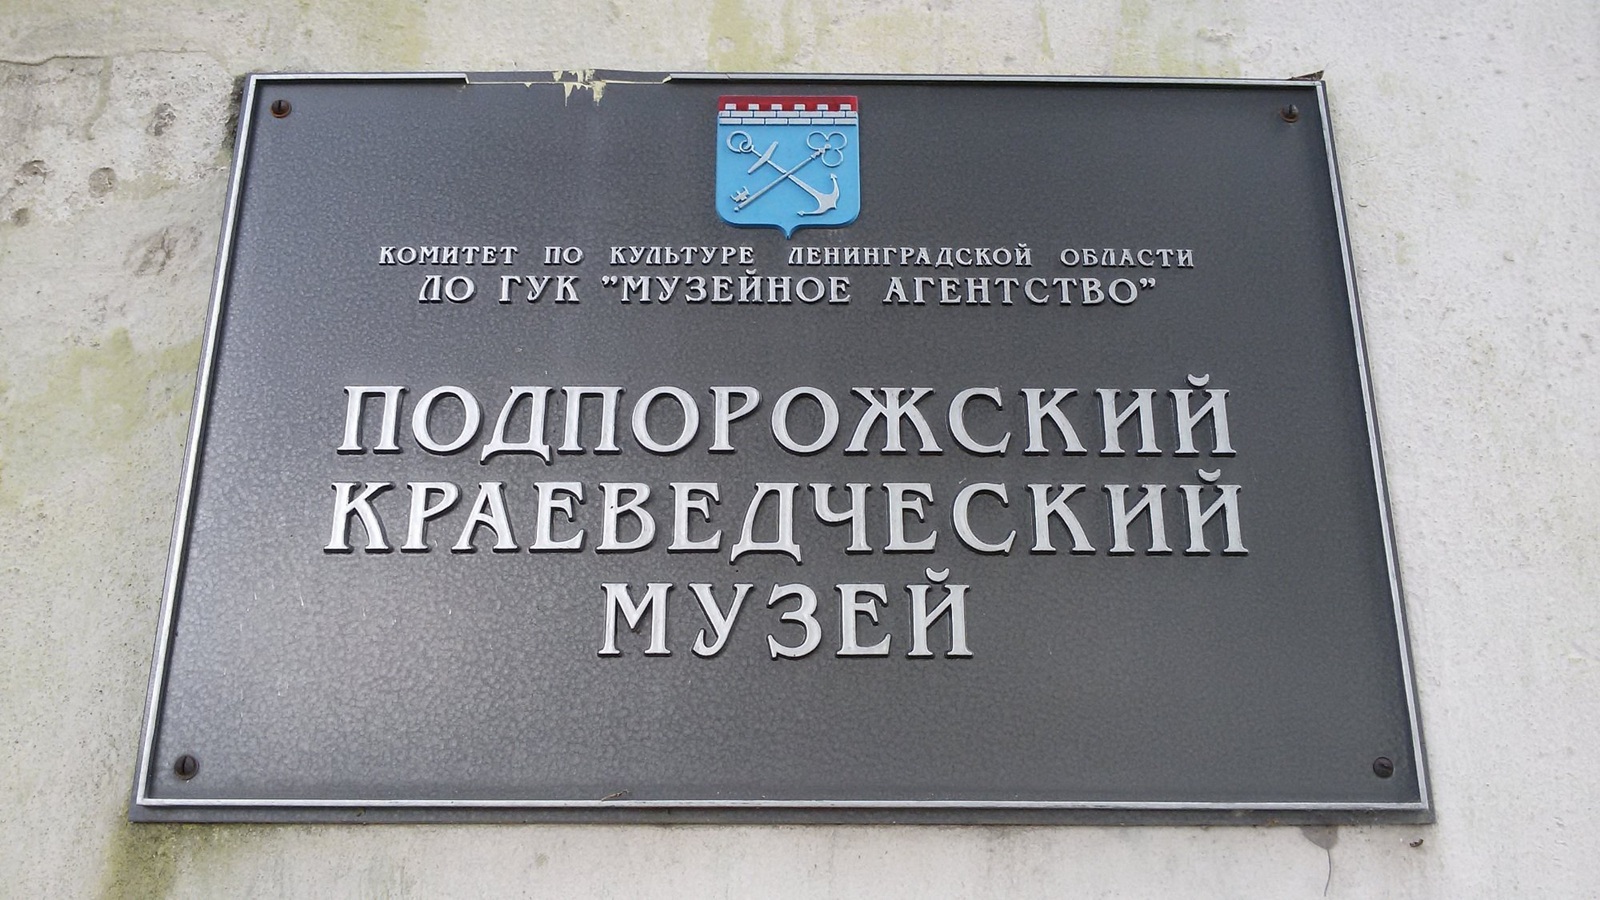 КОМИТЕТ ПО КУЛЬТУРЕ ЛЕНИНГРАДСКОЙ ОБЛАСТИ
ЛО ГУК "МУЗЕЙНОЕ АГЕНТСТВО"
ПОДПОРОЖСКИЙ
КРАЕВЕДЧЕСКИЙ
МУЗЕЙ